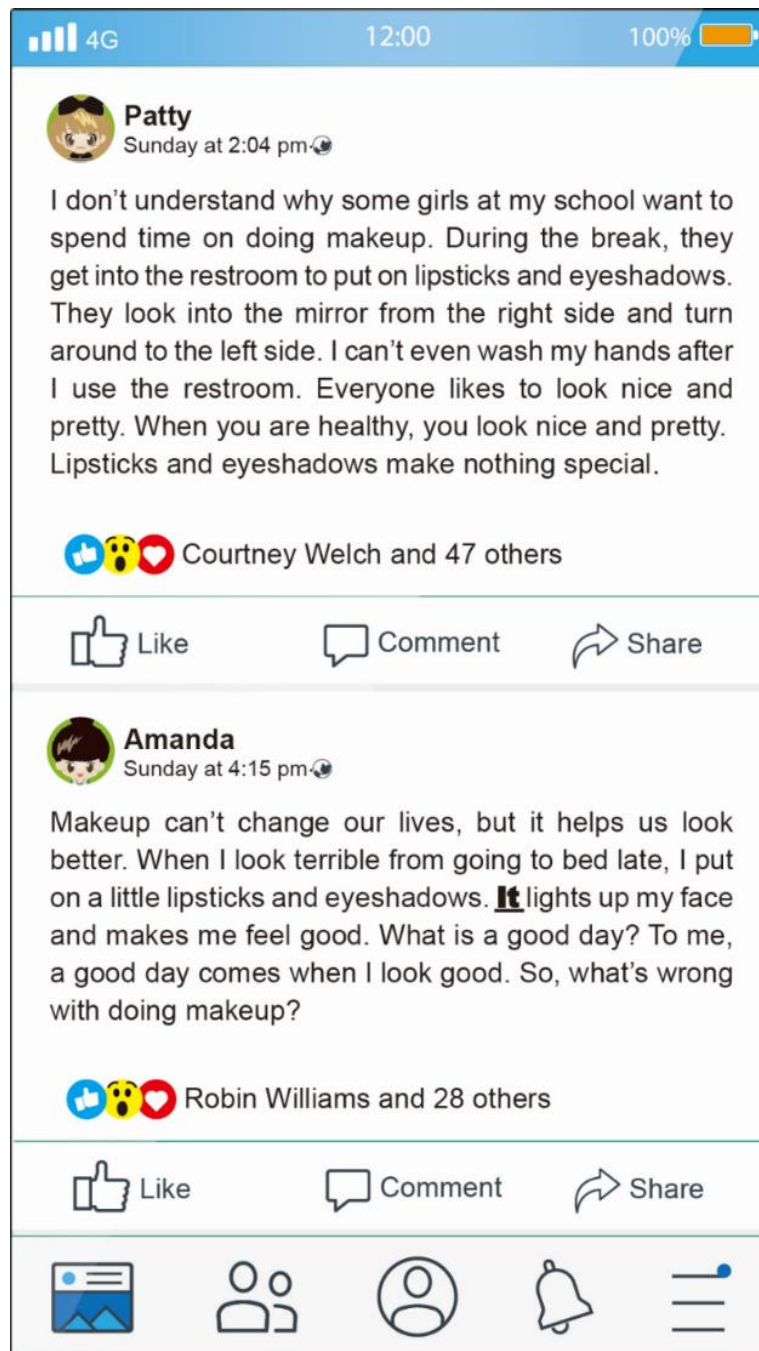 4G 12:00 100%
Patty
Sunday at 2:04 pm
I don't understand why some girls at my school want to
spend time on doing makeup. During the break, they
get into the restroom to put on lipsticks and eyeshadows.
They look into the mirror from the right side and turn
around to the left side. I can't even wash my hands after
I use the restroom. Everyone likes to look nice and
pretty. When you are healthy, you look nice and pretty.
Lipsticks and eyeshadows make nothing special.
Courtney Welch and 47 others
Like Comment Share
Amanda
Sunday at 4:15 pm
Makeup can't change our lives, but it helps us look
better. When I look terrible from going to bed late, I put
on a little lipsticks and eyeshadows. It lights up my face
and makes me feel good. What is a good day? To me,
a good day comes when I look good. So, what's wrong
with doing makeup?
Robin Williams and 28 others
Like Comment Share